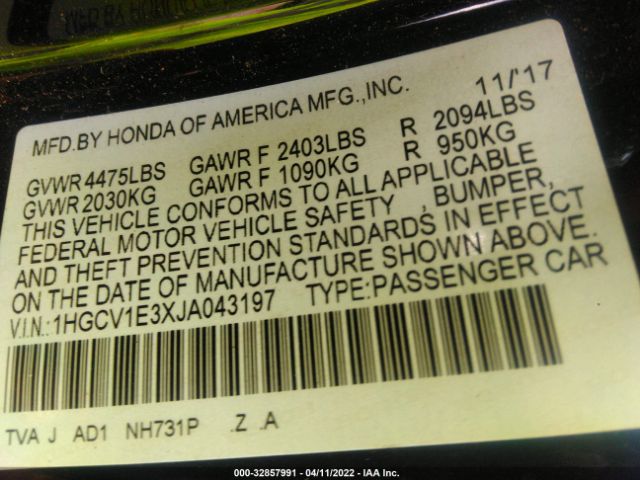 MFD.BY HONDA OF AMERICA MFG.,INC. 11/'17
GVWR 4475LBS GAWR F 2403LBS R 2094LBS
GVWR 2030KG GAWR F 1090KG R 950KG
THIS VEHICLE CONFORMS TO ALL APPLICABLE
FEDERAL MOTOR VEHICLE SAFETY , BUMPER,
AND THEFT PREVENTION STANDARDS IN EFFECT
ON THE DATE OF MANUFACTURE SHOWN ABOVE.
V.I.N.:1HGCV1E3XJA043197 TYPE:PASSENGER CAR
TVA J AD1 NH731P .Z .A
000-32857991 - 04/11/2022 - IAA Inc.